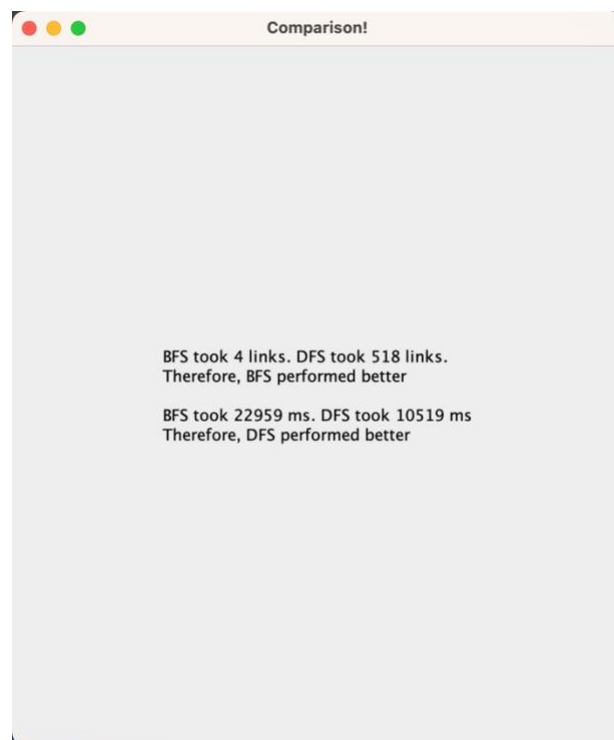 Comparison!
BFS took 4 links. DFS took 518 links.
Therefore, BFS performed better
BFS took 22959 ms. DFS took 10519 ms
Therefore, DFS performed better